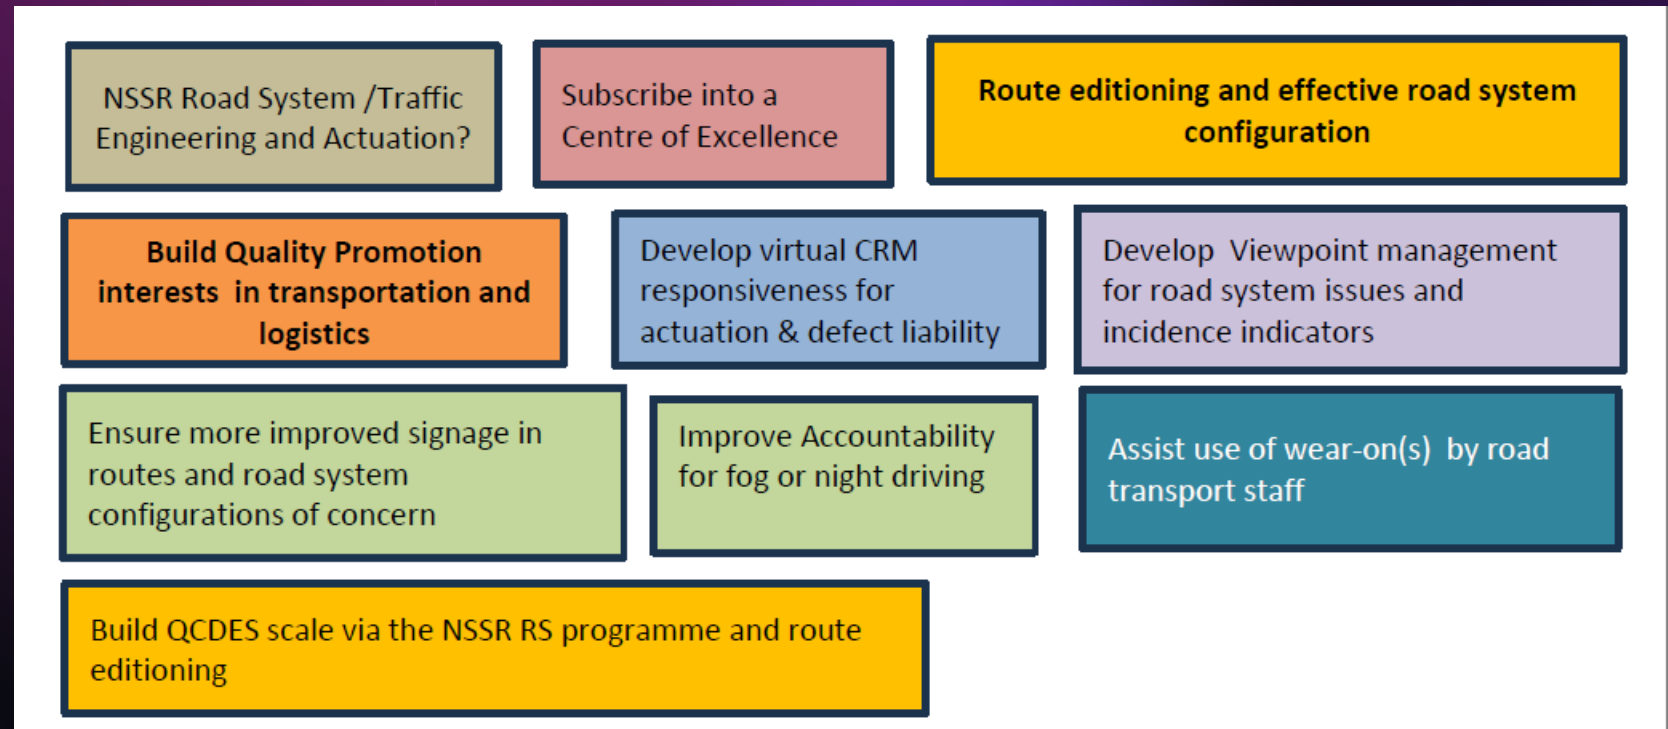 NSSR Road System /Traffic
Engineering and Actuation?
Subscribe into a
Centre of Excellence
Route editioning and effective road system
configuration
Build Quality Promotion
interests  in transportation and
logistics
Develop virtual CRM
responsiveness for
actuation & defect liability
Develop  Viewpoint management
for road system issues and
incidence indicators
Ensure more improved signage in
routes and road system
configurations of concern
Improve Accountability
for fog or night driving
Assist use of wear-on(s)  by road
transport staff
Build QCDES scale via the NSSR RS programme and route
editioning